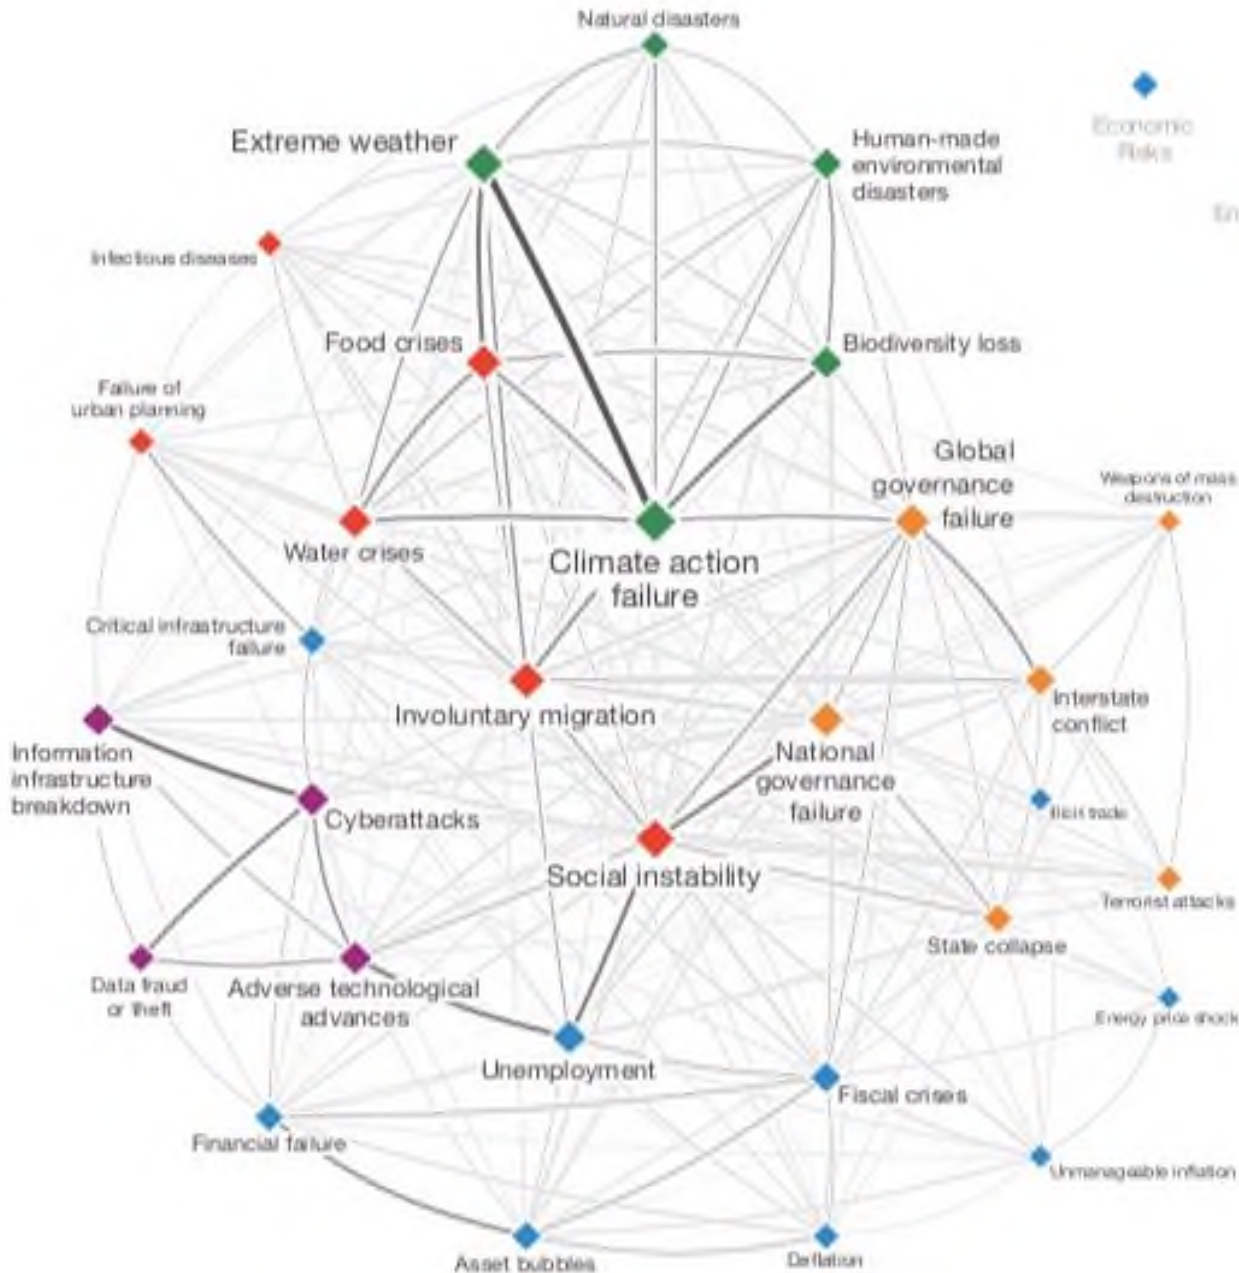 Natural disasters
Extreme weather
Human-made
environmental
disasters
Economic
Risks
En
Infectious diseases
Food crises
Biodiversity loss
Failure of
urban planning
Global
governance
failure
Weapons of mass
destruction
Water crises
Climate action
failure
Critical infrastructure
failure
Involuntary migration
Interstate
conflict
Information
infrastructure
breakdown
National
governance
failure
Cyberattacks
Illicit trade
Social instability
Terrorist attacks
State collapse
Data fraud
or theft
Adverse technological
advances
Energy price shock
Unemployment
Fiscal crises
Financial failure
Unmanageable inflation
Asset bubbles
Deflation